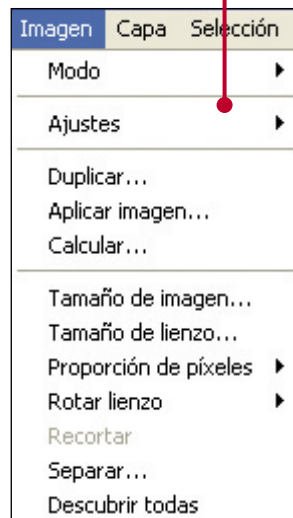 Imagen Capa Selección
Modo
Ajustes
Duplicar...
Aplicar imagen...
Calcular...
Tamaño de imagen...
Tamaño de lienzo...
Proporción de píxeles
Rotar lienzo
Recortar
Separar...
Descubrir todas